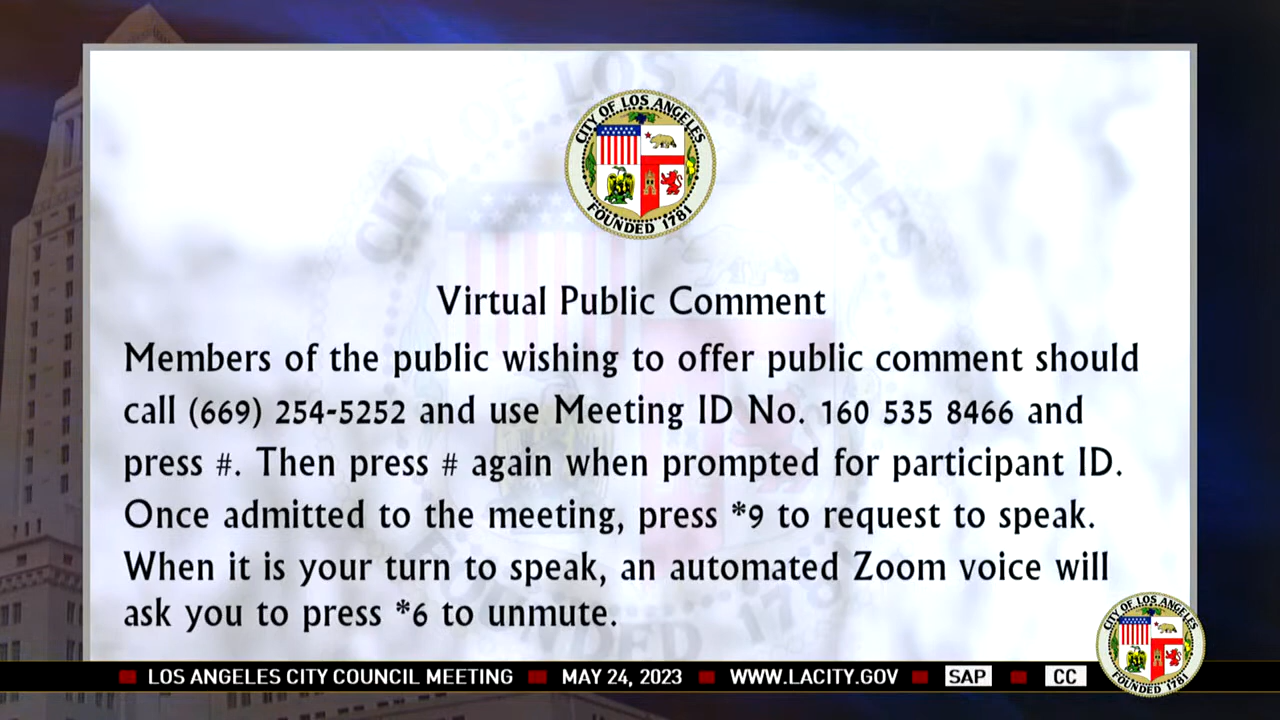 CITY OF LOS ANGELES
FOUNDED 1781
Virtual Public Comment
Members of the public wishing to offer public comment should
call (669) 254-5252 and use Meeting ID No. 160 535 8466 and
press #. Then press # again when prompted for participant ID.
Once admitted to the meeting, press *9 to request to speak.
When it is your turn to speak, an automated Zoom voice will
ask you to press *6 to unmute.
LOS ANGELES CITY COUNCIL MEETING MAY 24, 2023 WWW.LACITY.GOV SAP CC
CITY OF LOS ANGELES
FOUNDED 1781